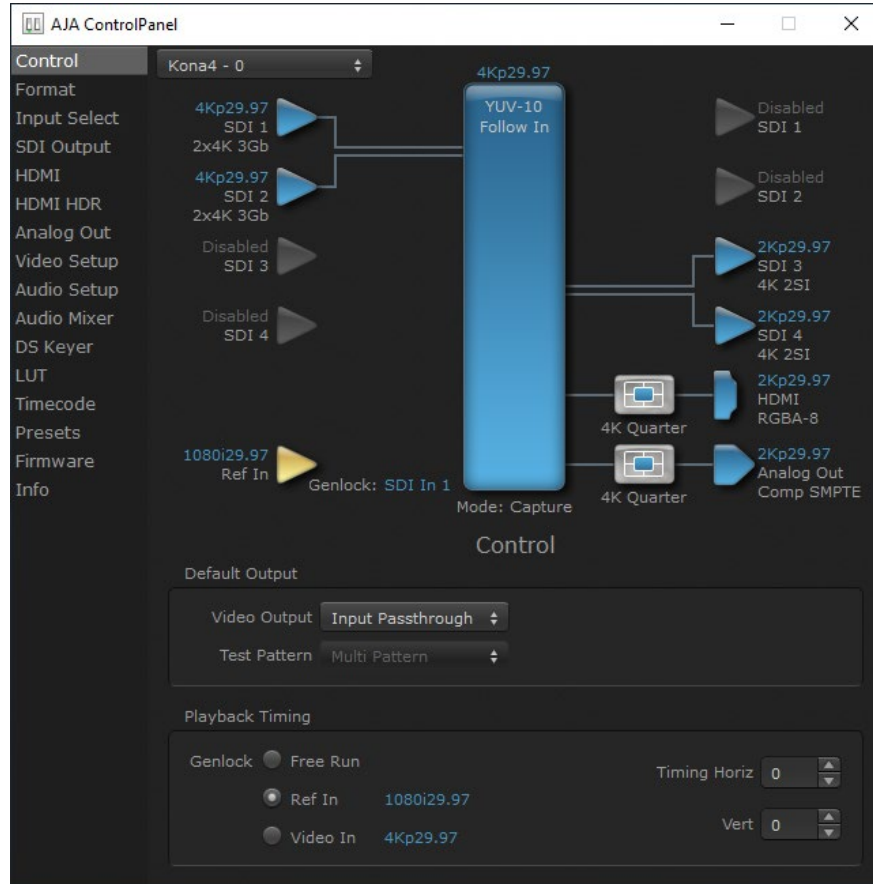 AJA ControlPanel
Control
Format
Input Select
SDI Output
HDMI
HDMI HDR
Analog Out
Video Setup
Audio Setup
Audio Mixer
DS Keyer
LUT
Timecode
Presets
Firmware
Info
Kona4 - 0
4Kp29.97
SDI 1
2x4K 3Gb
4Kp29.97
SDI 2
2x4K 3Gb
Disabled
SDI 3
Disabled
SDI 4
1080i29.97
Ref In
Genlock: SDI In 1
4Kp29.97
YUV-10
Follow In
Mode: Capture
Disabled
SDI 1
Disabled
SDI 2
2Kp29.97
SDI 3
4K 2SI
2Kp29.97
SDI 4
4K 2SI
4K Quarter
2Kp29.97
HDMI
RGBA-8
4K Quarter
2Kp29.97
Analog Out
Comp SMPTE
Control
Default Output
Video Output Input Passthrough
Test Pattern Multi Pattern
Playback Timing
Genlock Free Run
Ref In 1080i29.97
Video In 4Kp29.97
Timing Horiz 0
Vert 0